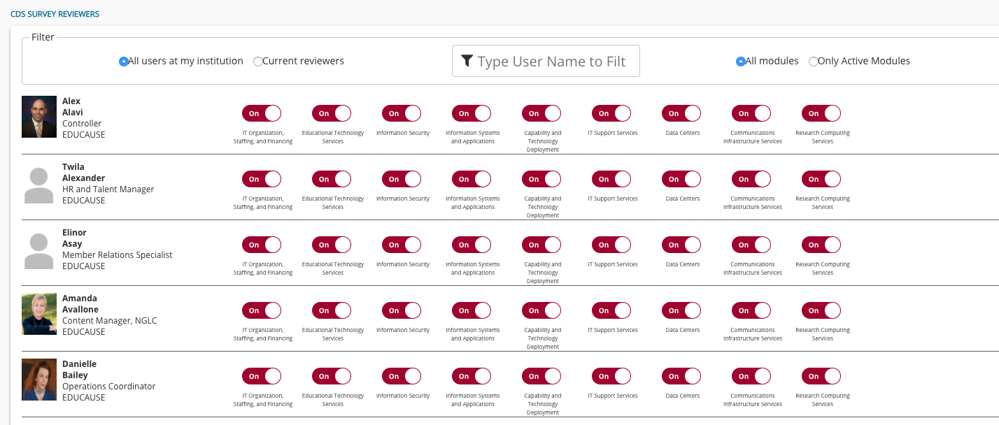 CDS SURVEY REVIEWERS
Filter
All users at my institution Current reviewers Type User Name to Filt All modules Only Active Modules
Alex
Alavi
Controller
EDUCAUSE
On On On On On On On On On
IT Organization, Staffing, and Financing
Educational Technology Services
Information Security
Information Systems and Applications
Capability and Technology Deployment
IT Support Services
Data Centers
Communications infrastructure Services
Research Computing Services
Twila
Alexander
HR and Talent Manager
EDUCAUSE
On On On On On On On On On
IT Organization, Staffing, and Financing
Educational Technology Services
Information Security
Information Systems and Applications
Capability and Technology Deployment
IT Support Services
Data Centers
Communications infrastructure Services
Research Computing Services
Elinor
Asay
Member Relations Specialist
EDUCAUSE
On On On On On On On On On
IT Organization, Staffing, and Financing
Educational Technology Services
Information Security
Information Systems and Applications
Capability and Technology Deployment
IT Support Services
Data Centers
Communications infrastructure Services
Research Computing Services
Amanda
Avallone
Content Manager, NGLC
EDUCAUSE
On On On On On On On On On
IT Organization, Staffing, and Financing
Educational Technology Services
Information Security
Information Systems and Applications
Capability and Technology Deployment
IT Support Services
Data Centers
Communications infrastructure Services
Research Computing Services
Danielle
Bailey
Operations Coordinator
EDUCAUSE
On On On On On On On On On
IT Organization, Staffing, and Financing
Educational Technology Services
Information Security
Information Systems and Applications
Capability and Technology Deployment
IT Support Services
Data Centers
Communications infrastructure Services
Research Computing Services